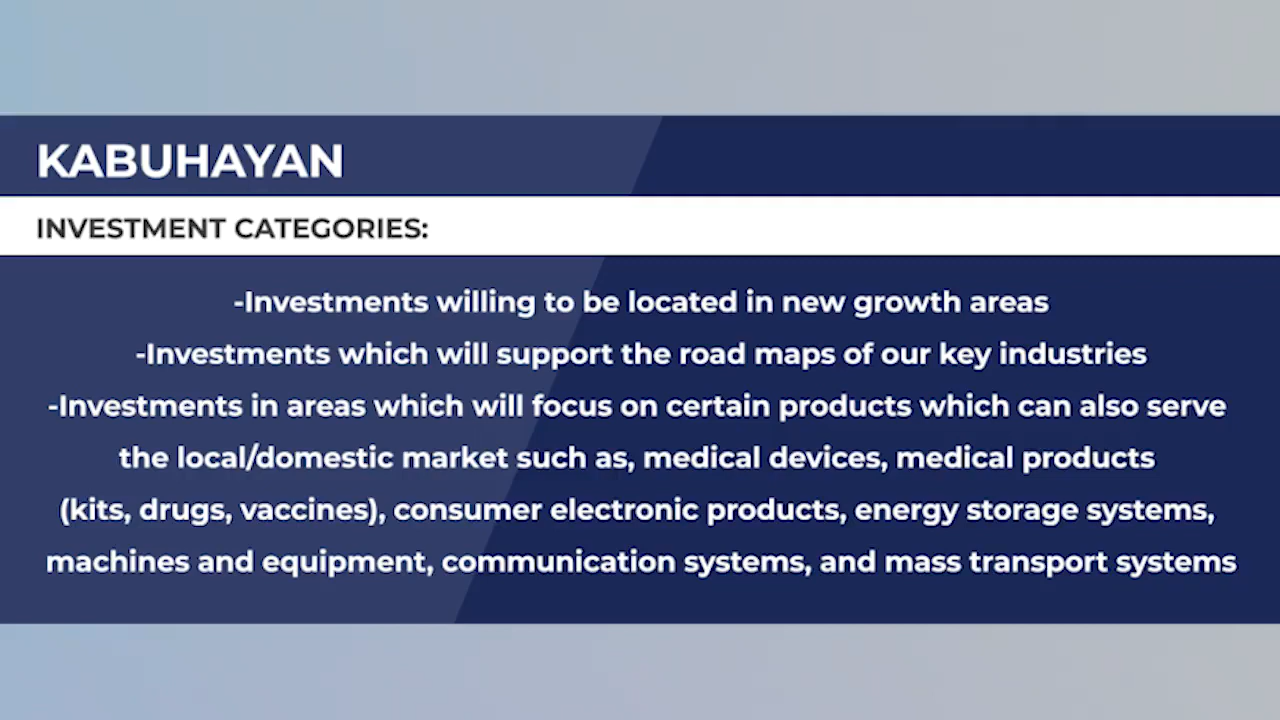 KABUHAYAN
INVESTMENT CATEGORIES:
-Investments willing to be located in new growth areas
-Investments which will support the road maps of our key industries
-Investments in areas which will focus on certain products which can also serve
the local/domestic market such as, medical devices, medical products
(kits, drugs, vaccines), consumer electronic products, energy storage systems,
machines and equipment, communication systems, and mass transport systems